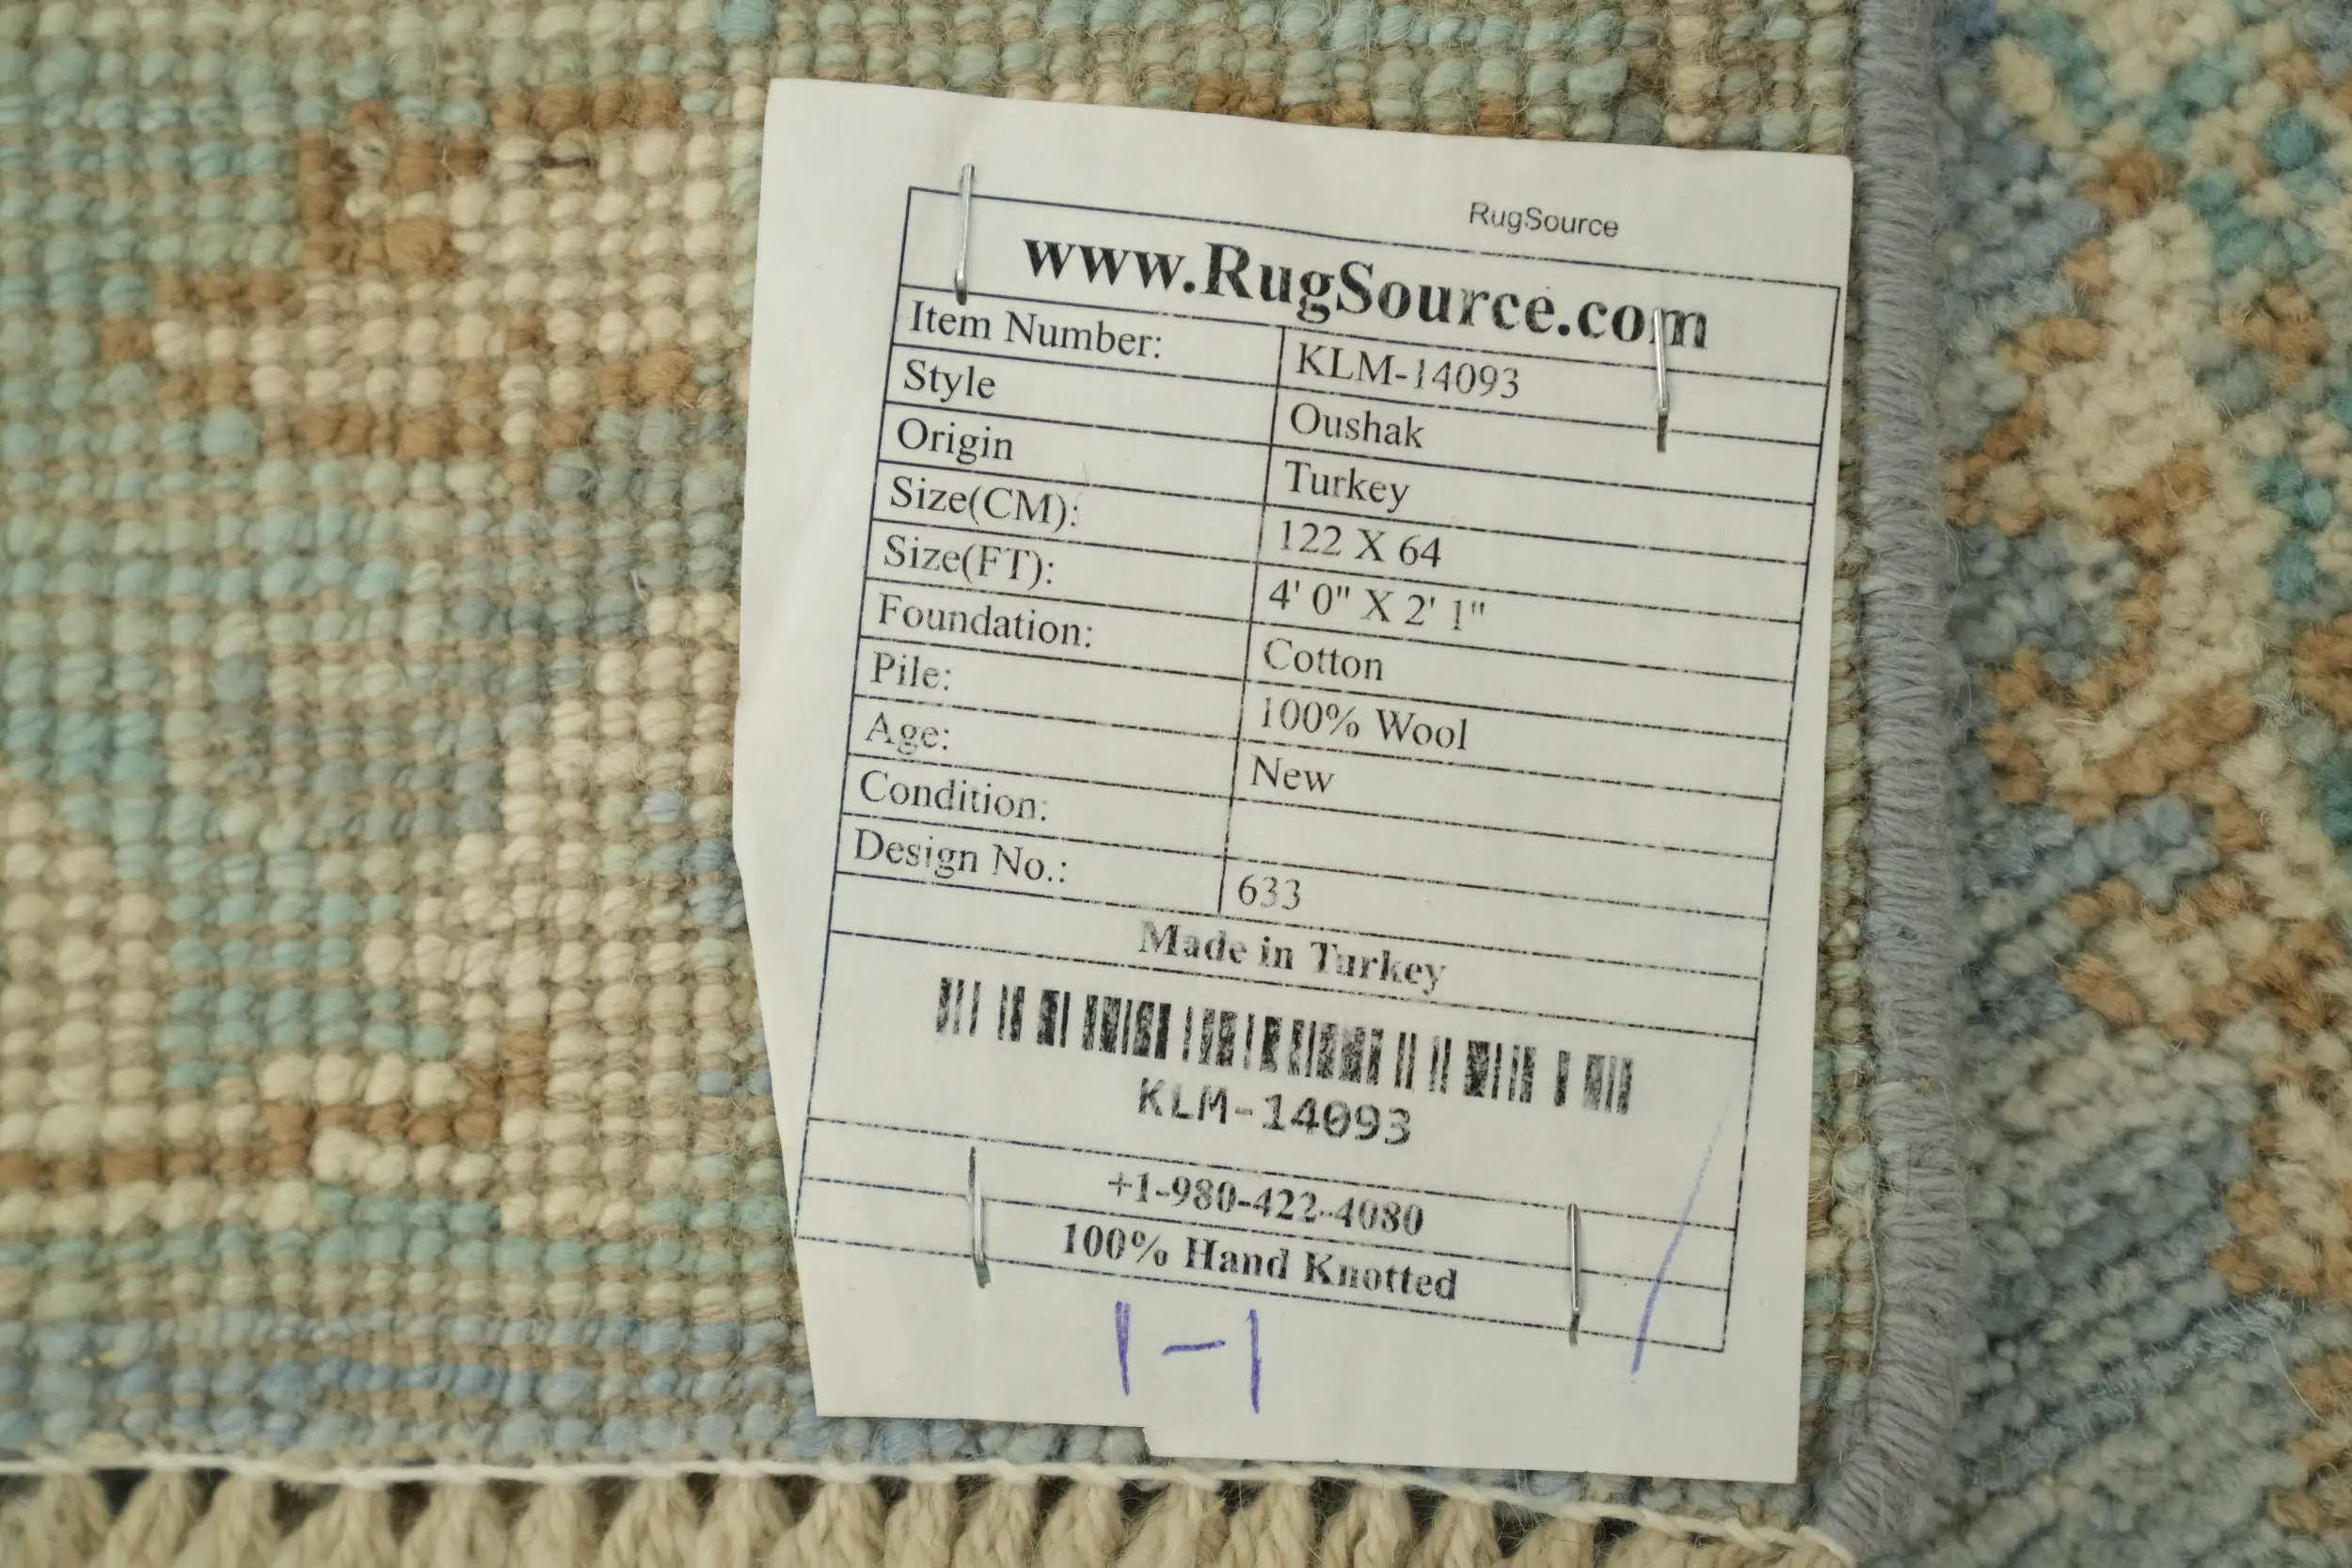 RugSource
www.RugSource.com
Item Number: KLM-14093
Style Oushak
Origin Turkey
Size(CM): 122 X 64
Size(FT): 4' 0" X 2' 1"
Foundation: Cotton
Pile: 100% Wool
Age: New
Condition:
Design No.: 633
Made in Turkey
KLM-14093
+1-980-422-4080
100% Hand Knotted
1-1